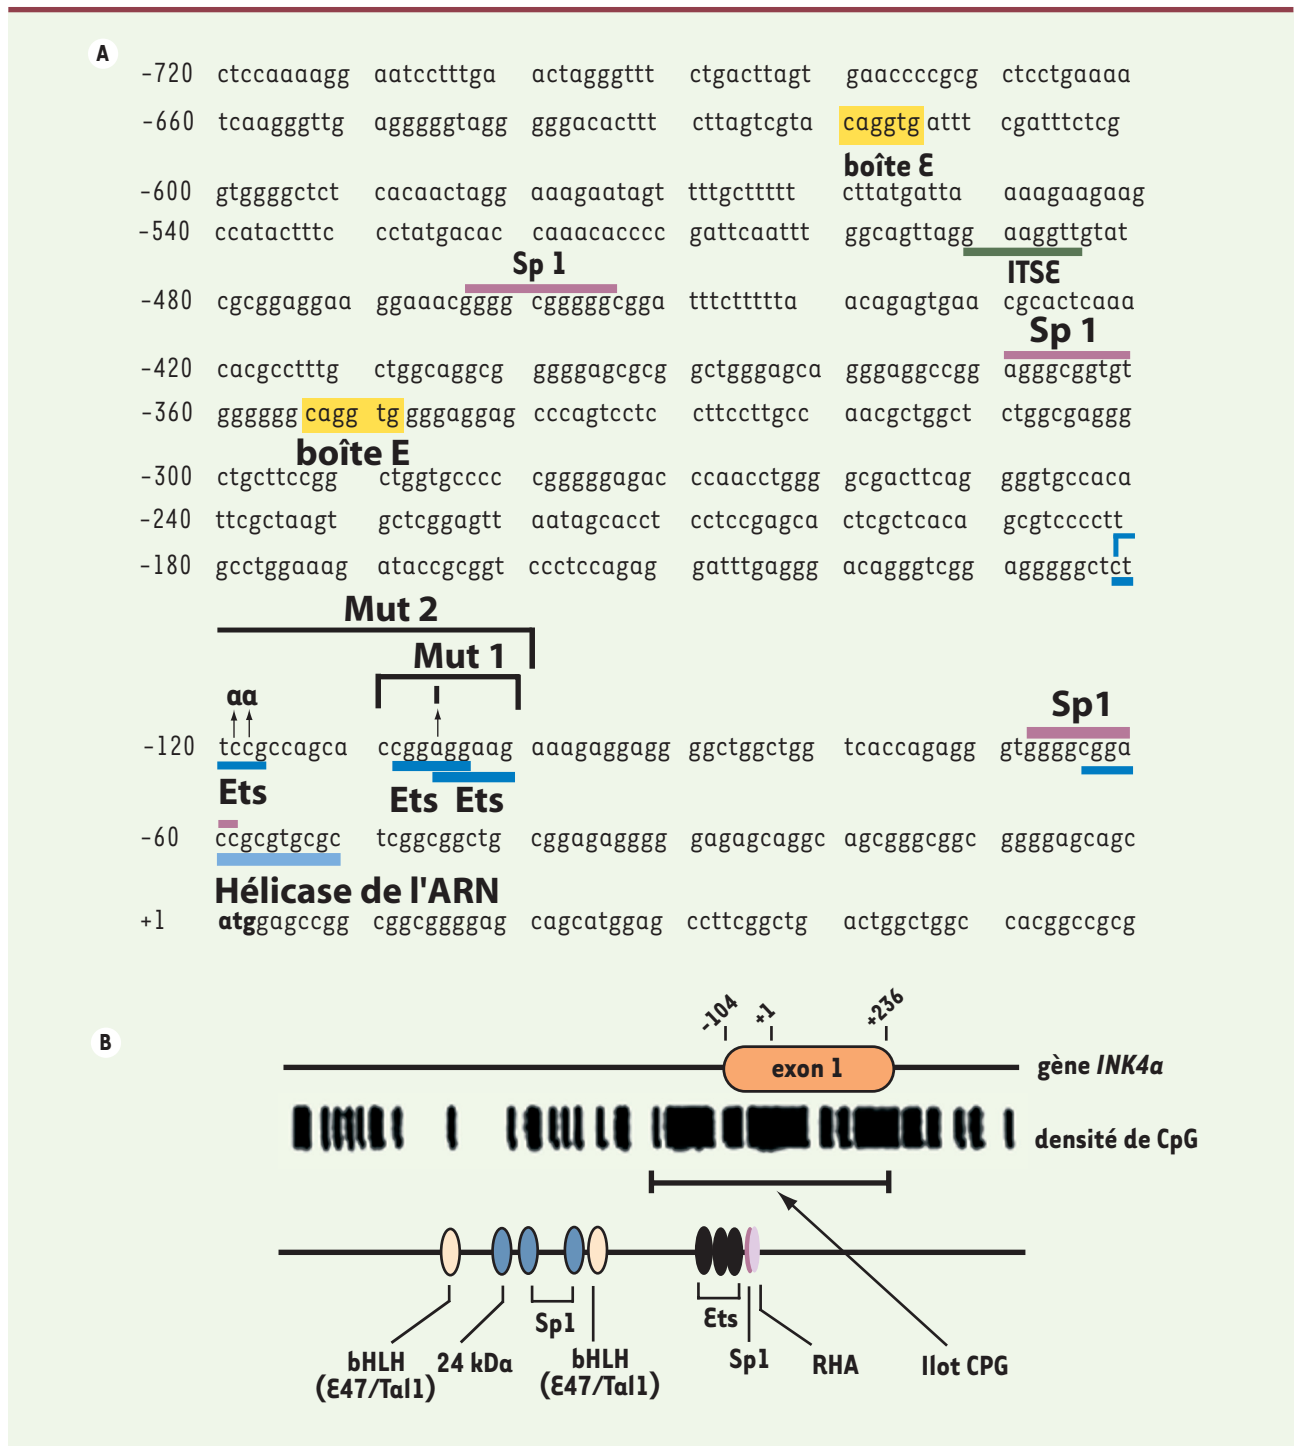 A
-720 ctccaaaagg aatcctttga actagggttt ctgacttagt gaaccccgcg ctcctgaaaa
-660 tcaagggttg agggggtagg gggacacttt cttagtcgta caggtgattt cgatttctcg
boîte E
-600 gtggggctct cacaactagg aaagaatagt tttgcttttt cttatgatta aaagaagaag
-540 ccatactttc cctatgacac caaacacccc gattcaattt ggcagttagg aaggttgtat
Sp 1 ITSE
-480 cgcggaggaa ggaaacgggg cgggggcgga tttcttttta acagagtgaa cgcactcaaa
Sp 1
-420 cacgcctttg ctggcaggcg ggggagcgcg gctgggagca gggaggccgg agggcggtgt
-360 gggggg cagg tg gggaggag cccagtcctc cttccttgcc aacgctggct ctggcgaggg
boîte E
-300 ctgcttccgg ctggtgcccc cgggggagac ccaacctggg gcgacttcag gggtgccaca
-240 ttcgctaagt gctcggagtt aatagcacct cctccgagca ctcgctcaca gcgtcccctt
-180 gcctggaaag ataccgcggt ccctccagag gatttgaggg acagggtcgg agggggctct
Mut 2
Mut 1
aa
Sp1
-120 tccgccagca ccggaggaag aaagaggagg ggctggctgg tcaccagagg gtggggcgga
Ets Ets Ets
-60 ccgcgtgcgc tcggcggctg cggagagggg gagagcaggc agcgggcggc ggggagcagc
Hélicase de l'ARN
+1 atggagccgg cggcggggag cagcatggag ccttcggctg actggctggc cacggccgcg
B
-104 +1 +236
exon 1
gène INK4a
densité de CpG
Sp1 Ets
bHLH (E47/Tal1) 24 kDa bHLH (E47/Tal1) Sp1 RHA Ilot CPG